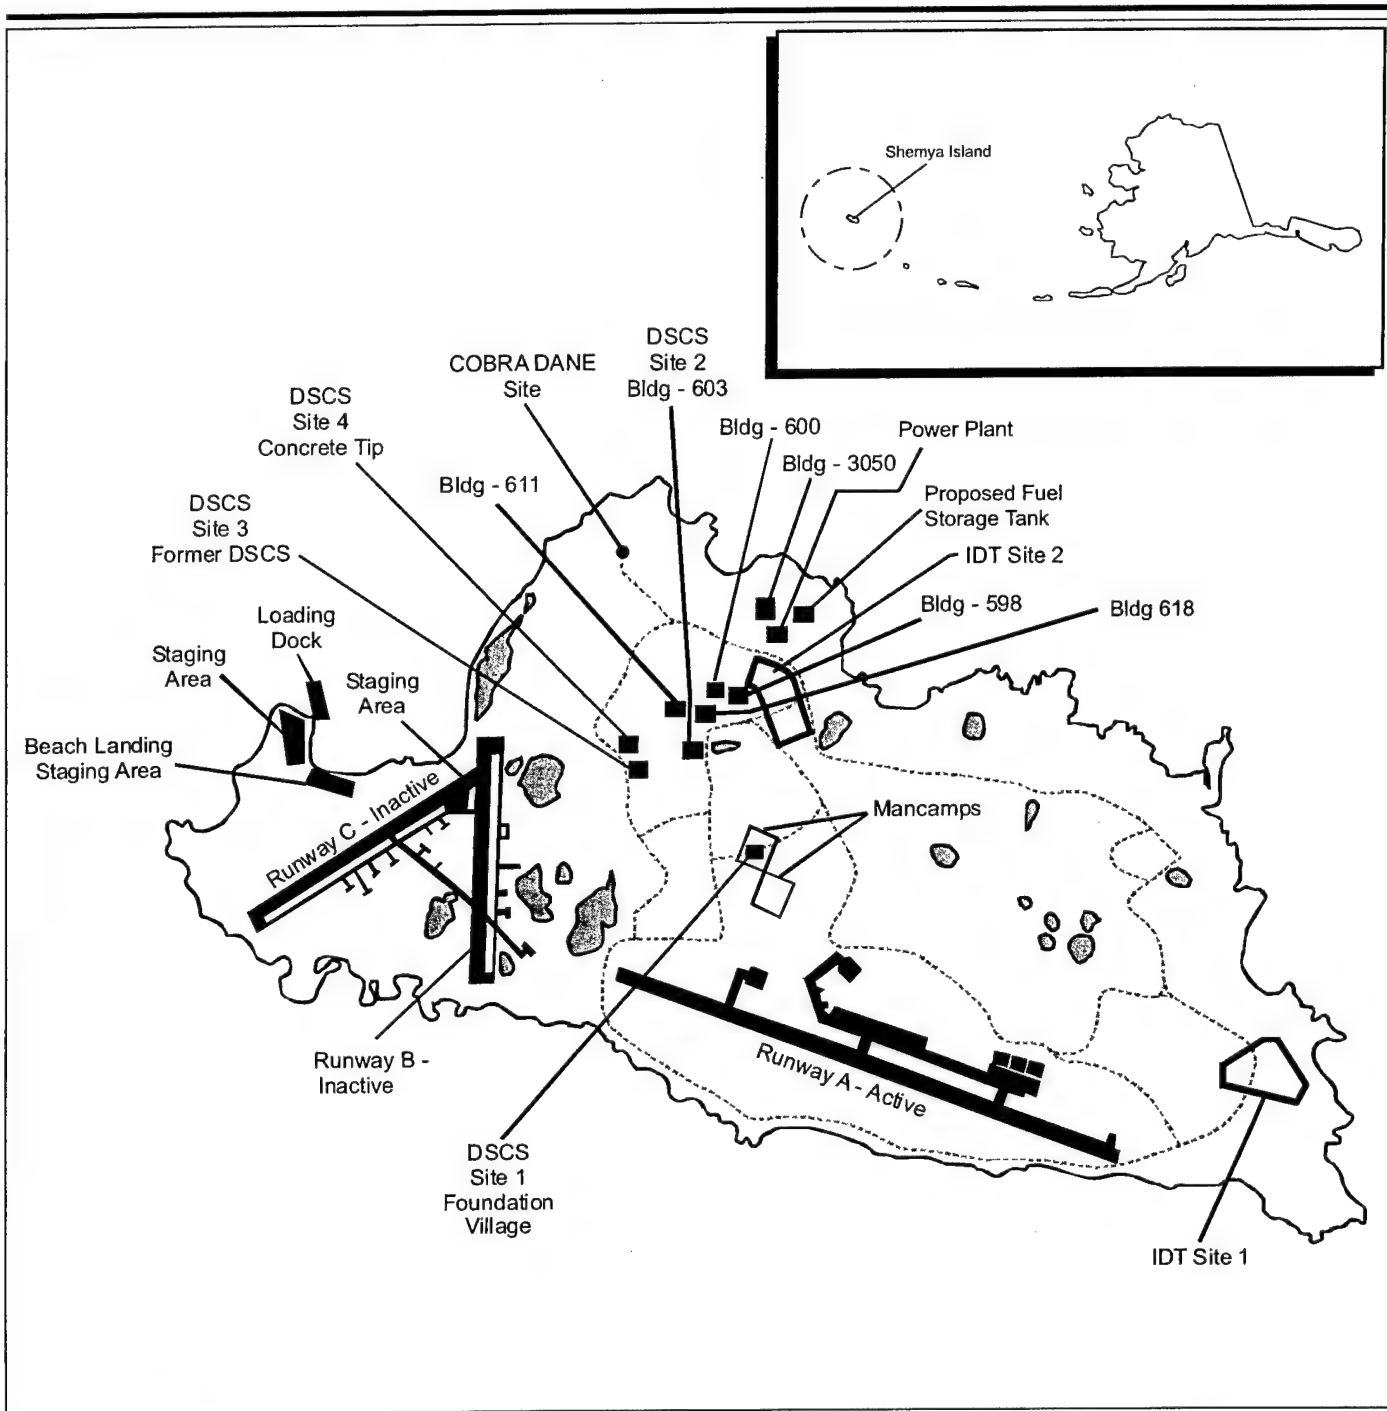 Shemya Island
DSCS
Site 2
Bldg - 603
COBRA DANE
Site
DSCS
Site 4
Concrete Tip
Bldg - 600
Power Plant
Bldg - 3050
Bldg - 611
Proposed Fuel
Storage Tank
DSCS
Site 3
Former DSCS
IDT Site 2
Bldg - 598
Bldg 618
Loading
Dock
Staging
Area
Staging
Area
Beach Landing
Staging Area
Runway C - Inactive
Mancamps
Runway B -
Inactive
Runway A - Active
DSCS
Site 1
Foundation
Village
IDT Site 1